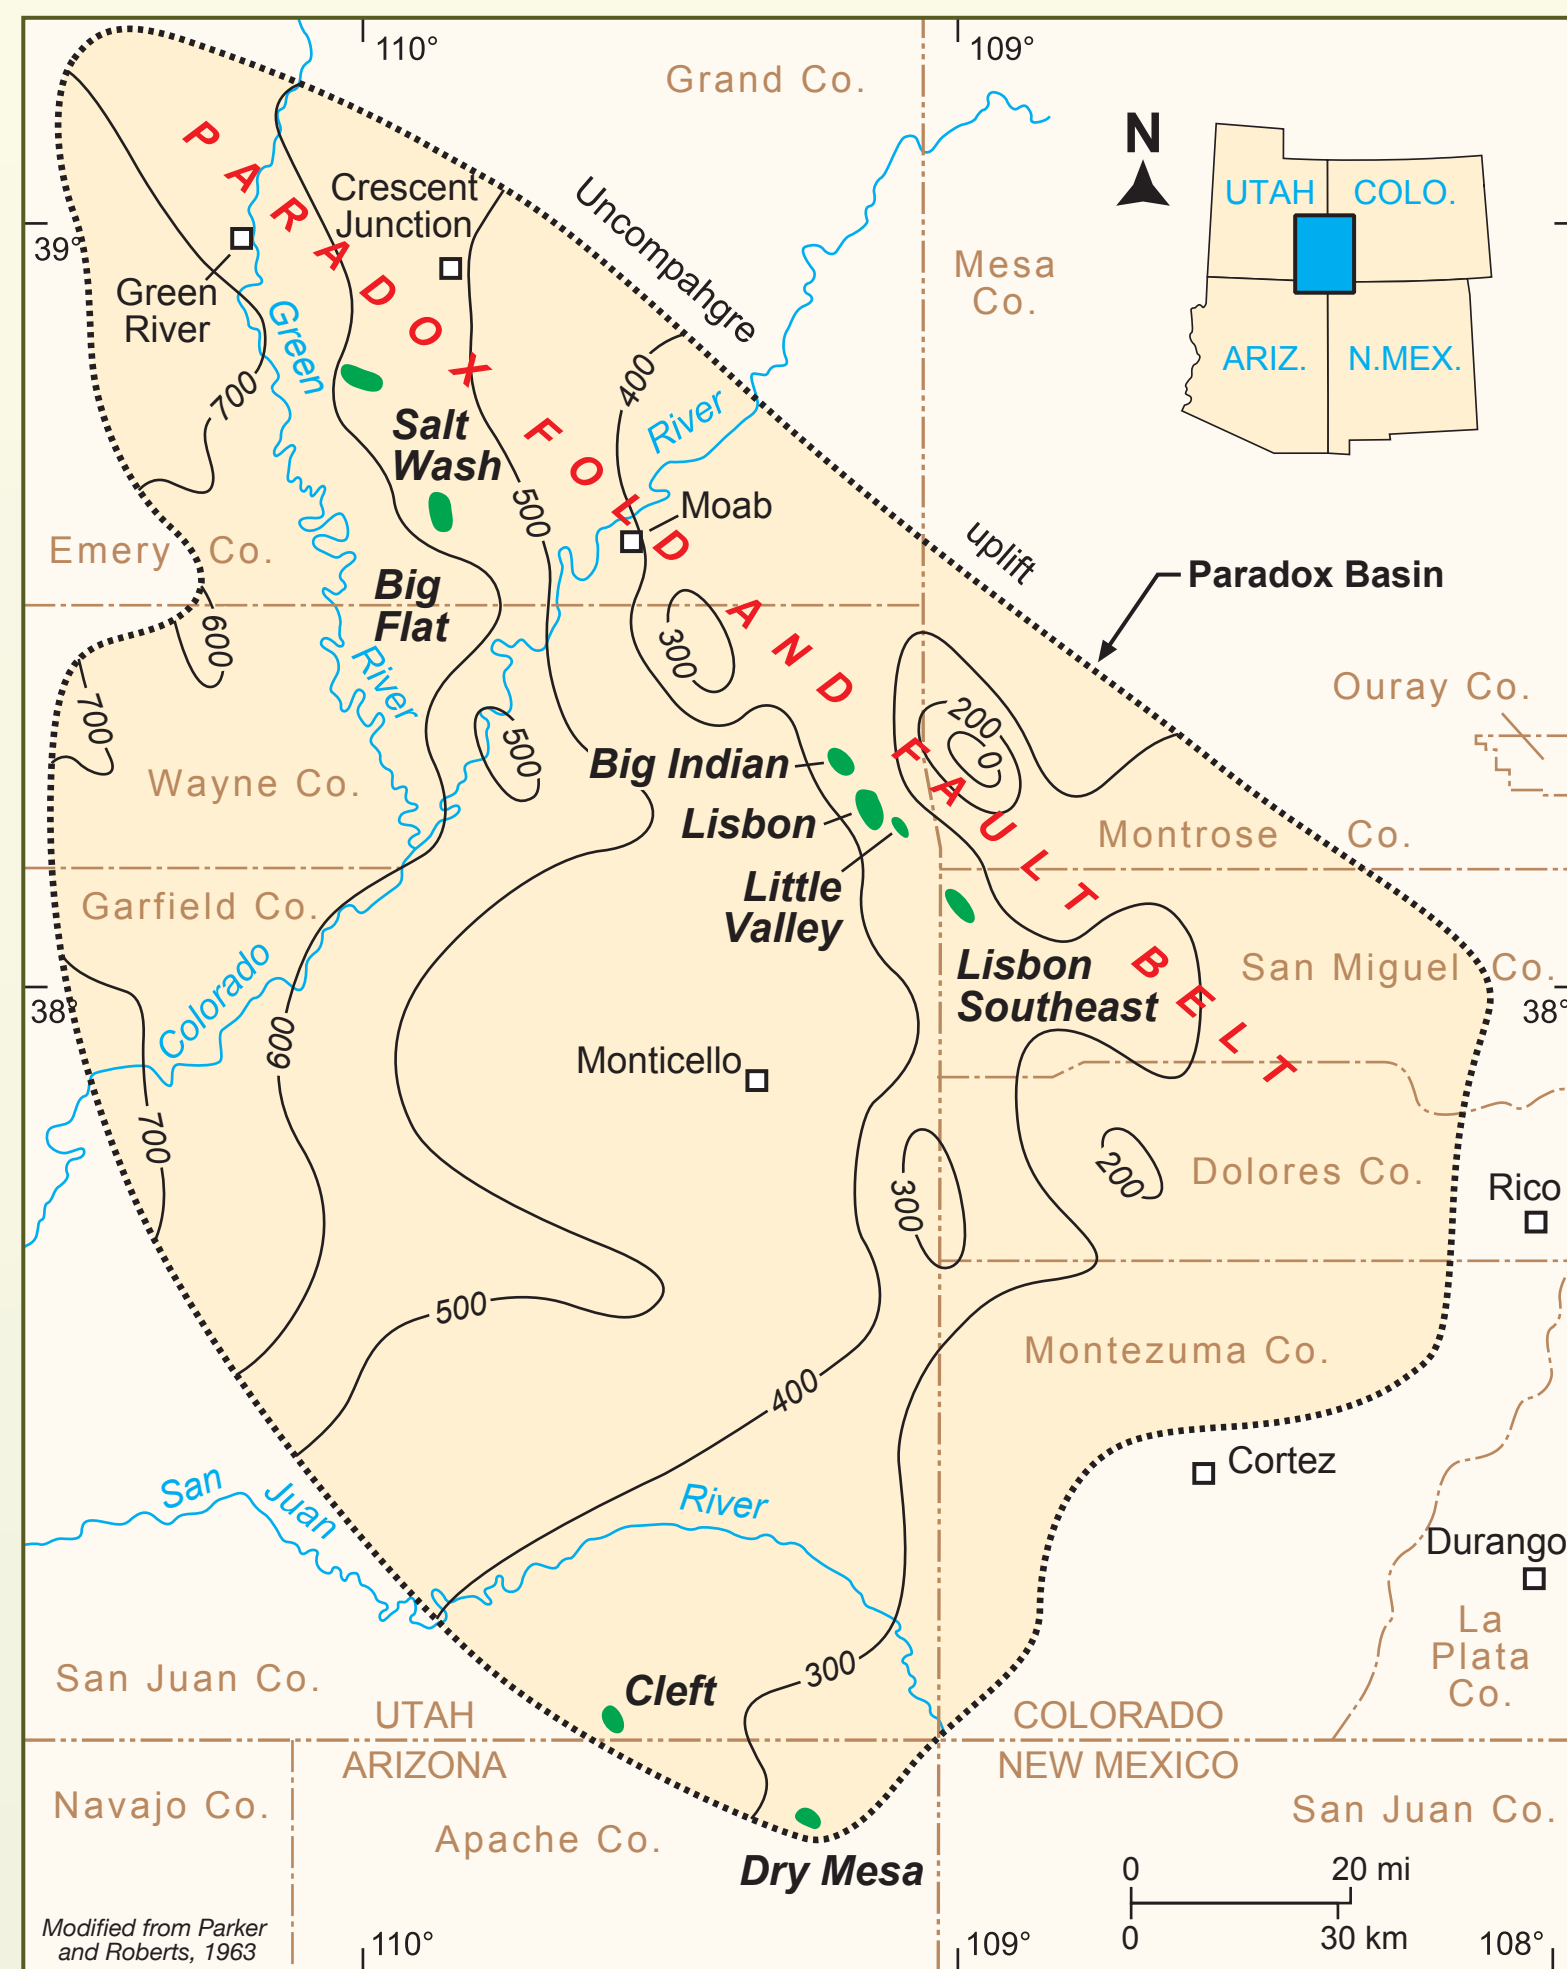 110°
109°
Grand Co.
N
UTAH
COLO.
ARIZ.
N.MEX.
PARADOX FOLD AND FAULT BELT
Crescent
Junction
Uncompahgre
uplift
39°
Mesa
Co.
Green
River
Green
River
700
400
River
Salt
Wash
500
Moab
Emery Co.
Paradox Basin
Big
Flat
600
300
Ouray Co.
700
200
0
500
Big Indian
Wayne Co.
Lisbon
Montrose Co.
Little
Valley
Garfield Co.
Colorado
Lisbon
Southeast
San Miguel Co.
38°
38°
600
Monticello
700
300
200
Dolores Co.
Rico
500
Montezuma Co.
400
Cortez
San Juan
River
Durango
La
Plata
Co.
300
San Juan Co.
Cleft
UTAH
COLORADO
ARIZONA
NEW MEXICO
Navajo Co.
Apache Co.
San Juan Co.
Dry Mesa
0 20 mi
0 30 km
Modified from Parker
and Roberts, 1963
110°
109°
108°